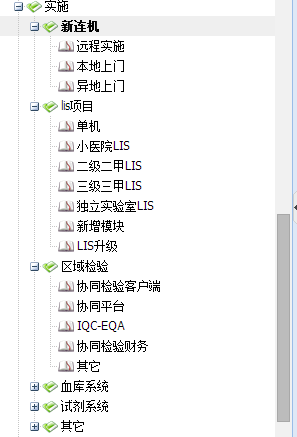 实施
新连机
远程实施
本地上门
异地上门
lis项目
单机
小医院LIS
二级二甲LIS
三级三甲LIS
独立实验室LIS
新增模块
LIS升级
区域检验
协同检验客户端
协同平台
IQC-EQA
协同检验财务
其它
血库系统
试剂系统
其它